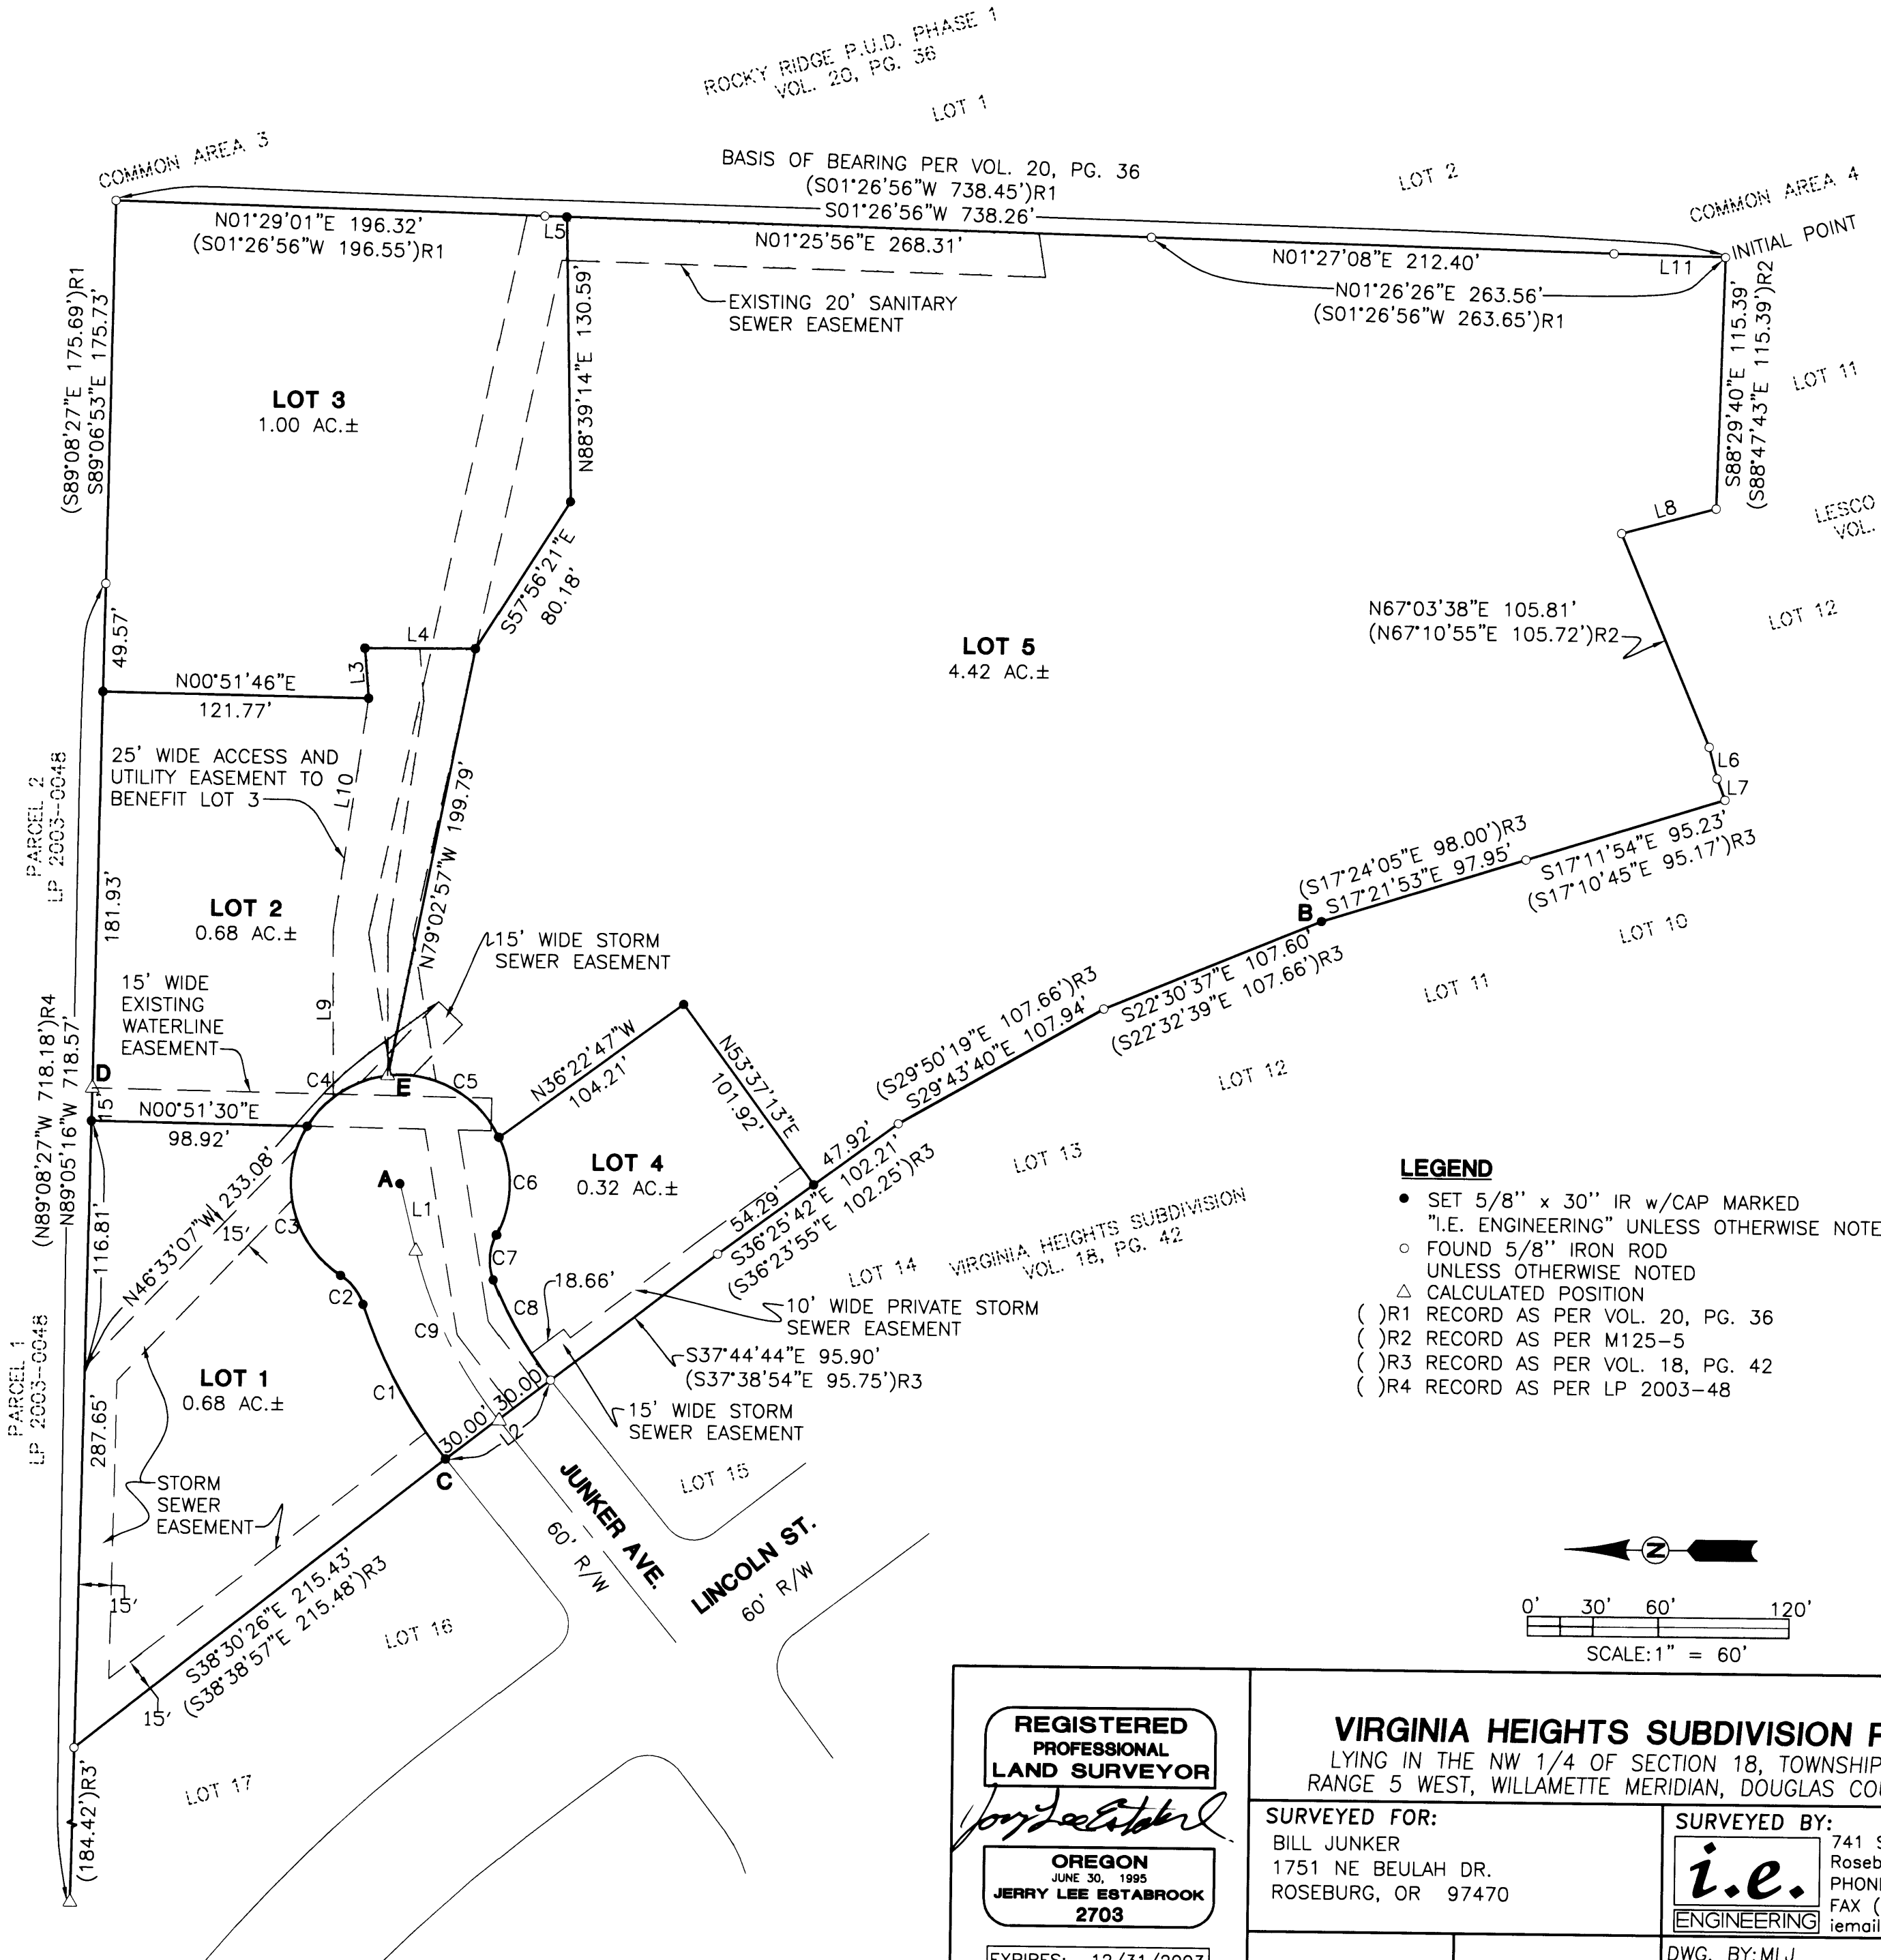 ROCKY RIDGE P.U.D. PHASE 1
VOL. 20, PG. 36
LOT 1
COMMON AREA 3
BASIS OF BEARING PER VOL. 20, PG. 36
(S01°26'56"W 738.45')R1
S01°26'56"W 738.26'
LOT 2
COMMON AREA 4
INITIAL POINT
N01°29'01"E 196.32'
(S01°26'56"W 196.55')R1
L5
N01°25'56"E 268.31'
N01°27'08"E 212.40'
L11
N01°26'26"E 263.56'
(S01°26'56"W 263.65')R1
EXISTING 20' SANITARY
SEWER EASEMENT
(S89°08'27"E 175.69')R1
S89°06'53"E 175.73'
N88°39'14"E 130.59'
S88°29'40"E 115.39'
(S88°47'43"E 115.39')R2
LOT 11
LOT 3
1.00 AC.±
L8
LESCO
VOL.
S57°56'21"E
80.18'
N67°03'38"E 105.81'
(N67°10'55"E 105.72')R2
LOT 12
49.57'
L4
L3
LOT 5
4.42 AC.±
N00°51'46"E
121.77'
L6
L7
25' WIDE ACCESS AND
UTILITY EASEMENT TO
BENEFIT LOT 3
L10
N79°02'57"W 199.79'
PARCEL 2
LP 2003-0048
181.93'
(S17°24'05"E 98.00')R3
S17°21'53"E 97.95'
S17°11'54"E 95.23'
(S17°10'45"E 95.17')R3
B
LOT 10
LOT 2
0.68 AC.±
15' WIDE STORM
SEWER EASEMENT
15' WIDE
EXISTING
WATERLINE
EASEMENT
L9
S22°30'37"E 107.60'
(S22°32'39"E 107.66')R3
LOT 11
(S29°50'19"E 107.66')R3
S29°43'40"E 107.94'
LOT 12
D
15'
C4
E
C5
N36°22'47"W
104.21'
N53°37'13"E
101.92'
N00°51'30"E
98.92'
(N89°08'27"W 718.18')R4
N89°05'16"W 718.57'
116.81'
N46°33'07"W 233.08'
15'
A
L1
C3
C6
LOT 4
0.32 AC.±
47.92'
54.29'
S36°25'42"E 102.21'
(S36°23'55"E 102.25')R3
LOT 13
C7
C2
C8
C9
18.66'
LOT 14
VIRGINIA HEIGHTS SUBDIVISION
VOL. 18, PG. 42
10' WIDE PRIVATE STORM
SEWER EASEMENT
S37°44'44"E 95.90'
(S37°38'54"E 95.75')R3
15' WIDE STORM
SEWER EASEMENT
LEGEND
● SET 5/8'' x 30'' IR w/CAP MARKED
"I.E. ENGINEERING" UNLESS OTHERWISE NOTE
○ FOUND 5/8'' IRON ROD
UNLESS OTHERWISE NOTED
△ CALCULATED POSITION
( )R1 RECORD AS PER VOL. 20, PG. 36
( )R2 RECORD AS PER M125-5
( )R3 RECORD AS PER VOL. 18, PG. 42
( )R4 RECORD AS PER LP 2003-48
PARCEL 1
LP 2003-0048
LOT 1
0.68 AC.±
C1
287.65'
30.00'
30.00'
L2
C
JUNKER AVE.
60' R/W
LOT 15
LINCOLN ST.
60' R/W
STORM
SEWER
EASEMENT
15'
15'
S38°30'26"E 215.43'
(S38°38'57"E 215.48')R3
LOT 16
LOT 17
(184.42')R3
N
0' 30' 60' 120'
SCALE: 1" = 60'
REGISTERED
PROFESSIONAL
LAND SURVEYOR
OREGON
JUNE 30, 1995
JERRY LEE ESTABROOK
2703
EXPIRES: 12/31/2003
VIRGINIA HEIGHTS SUBDIVISION
LYING IN THE NW 1/4 OF SECTION 18, TOWNSHIP
RANGE 5 WEST, WILLAMETTE MERIDIAN, DOUGLAS COU
SURVEYED FOR:
BILL JUNKER
1751 NE BEULAH DR.
ROSEBURG, OR 97470
SURVEYED BY:
i.e.
ENGINEERING
741 S
Roseb
PHON
FAX (
iemail
DWG. BY: MLJ